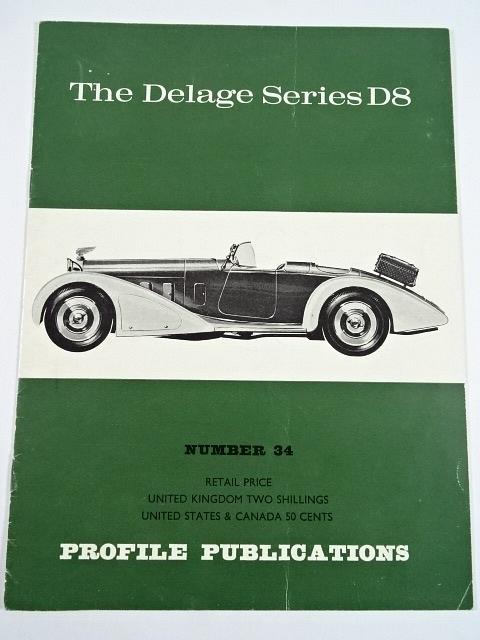 The Delage Series D8
NUMBER 34
RETAIL PRICE
UNITED KINGDOM TWO SHILLINGS
UNITED STATES & CANADA 50 CENTS
PROFILE PUBLICATIONS